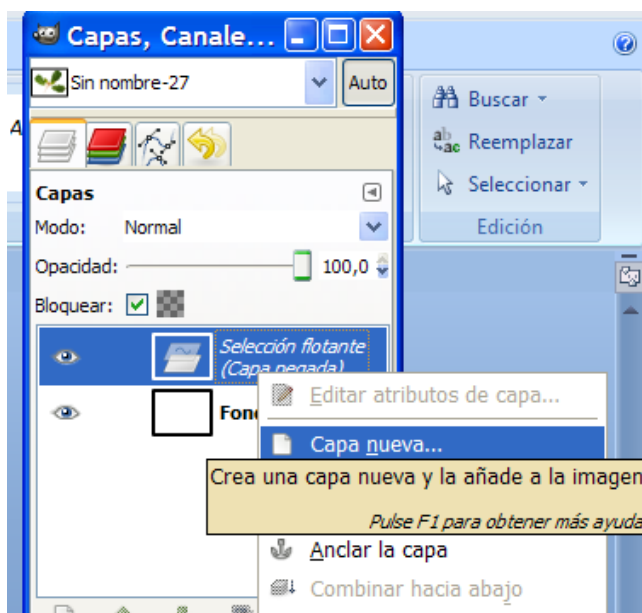 Capas, Canale...
Sin nombre-27
Auto
A
Buscar
Reemplazar
Seleccionar
Edición
Capas
Modo: Normal
Opacidad: 100,0
Bloquear:
Selección flotante
(Capa pegada)
Editar atributos de capa...
Fond
Capa nueva...
Crea una capa nueva y la añade a la imagen
Pulse F1 para obtener más ayuda
Anclar la capa
Combinar hacia abajo